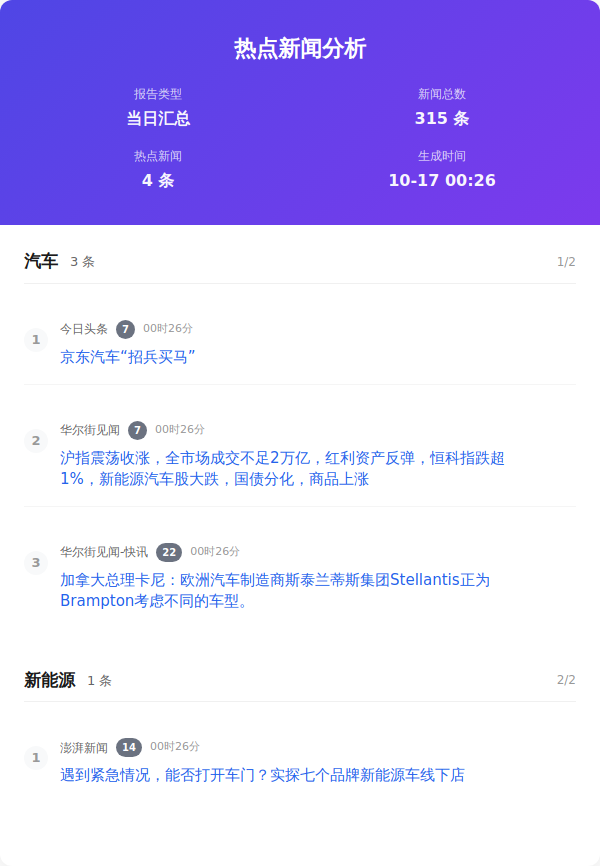 热点新闻分析
报告类型
新闻总数
当日汇总
315 条
热点新闻
生成时间
4 条
10-17 00:26
汽车 3 条 1/2
1
今日头条 7 00时26分
京东汽车“招兵买马”
2
华尔街见闻 7 00时26分
沪指震荡收涨，全市场成交不足2万亿，红利资产反弹，恒科指跌超
1%，新能源汽车股大跌，国债分化，商品上涨
3
华尔街见闻-快讯 22 00时26分
加拿大总理卡尼：欧洲汽车制造商斯泰兰蒂斯集团Stellantis正为
Brampton考虑不同的车型。
新能源 1 条 2/2
1
澎湃新闻 14 00时26分
遇到紧急情况，能否打开车门？实探七个品牌新能源车线下店